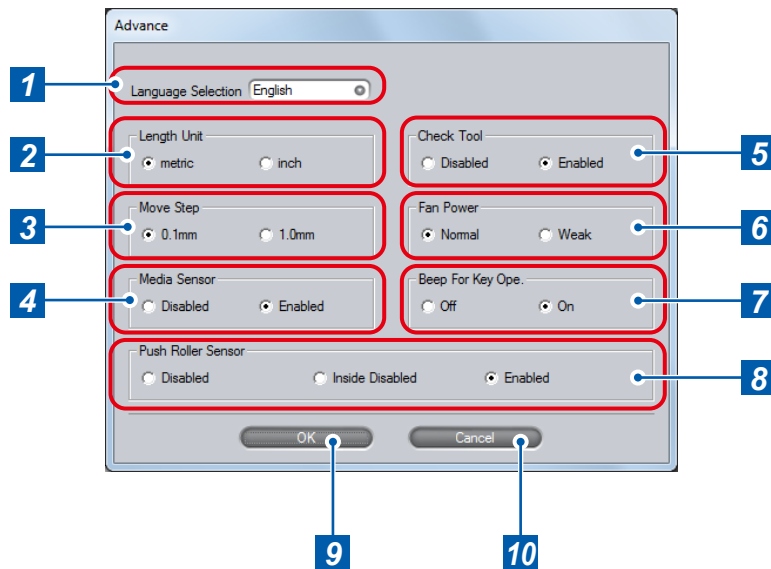 Advance
1
Language Selection English
2
Length Unit
metric inch
Check Tool
Disabled Enabled
5
3
Move Step
0.1mm 1.0mm
Fan Power
Normal Weak
6
4
Media Sensor
Disabled Enabled
Beep For Key Ope.
Off On
7
Push Roller Sensor
Disabled Inside Disabled Enabled
8
OK Cancel
9 10